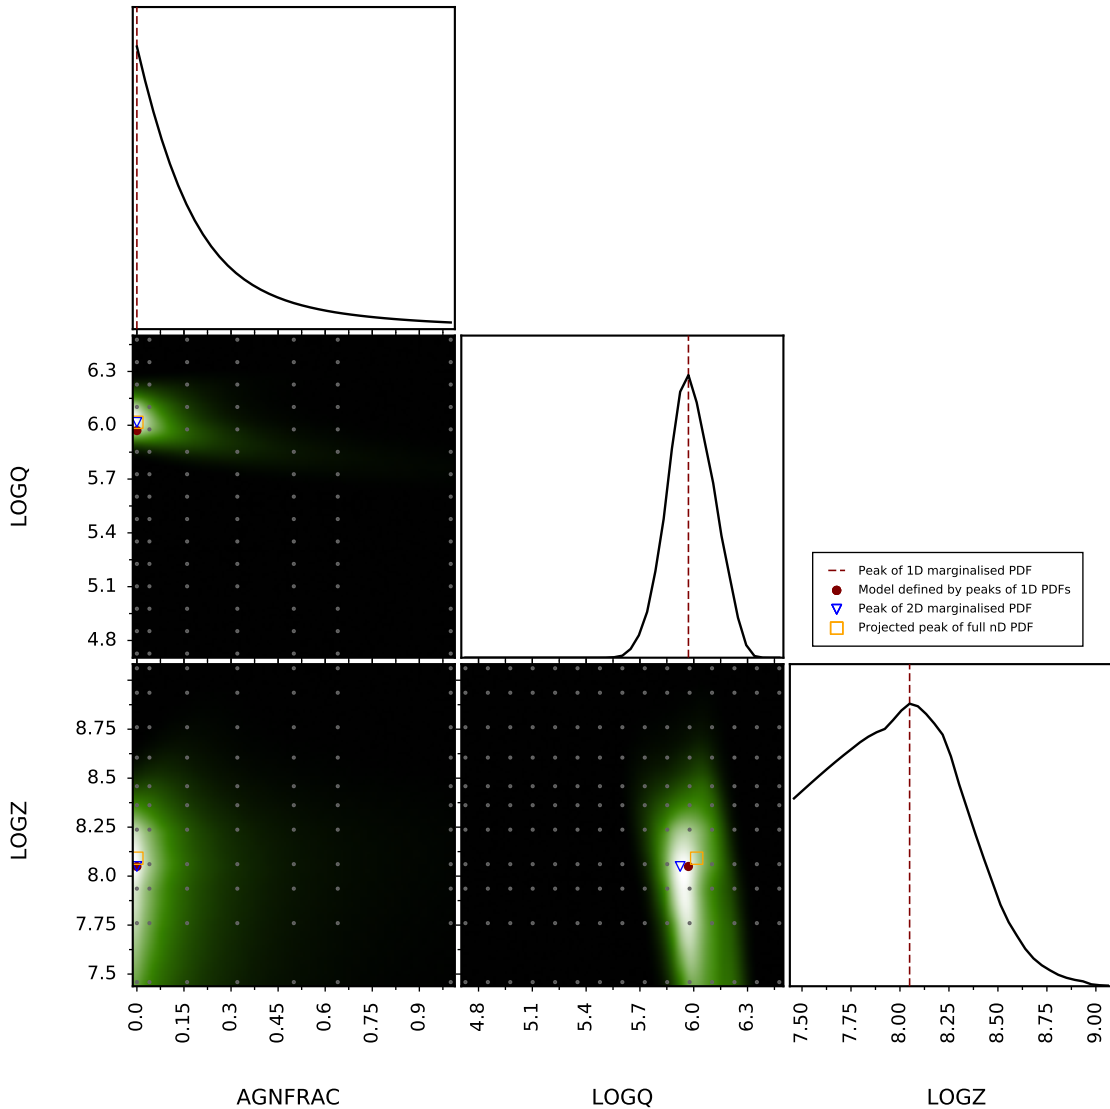 LOGQ
6.3
6.0
5.7
5.4
5.1
4.8
Peak of 1D marginalised PDF
Model defined by peaks of 1D PDFs
Peak of 2D marginalised PDF
Projected peak of full nD PDF
LOGZ
8.75
8.5
8.25
8.0
7.75
7.5
0.0 0.15 0.3 0.45 0.6 0.75 0.9
4.8 5.1 5.4 5.7 6.0 6.3
7.50 7.75 8.00 8.25 8.50 8.75 9.00
AGNFRAC LOGQ LOGZ